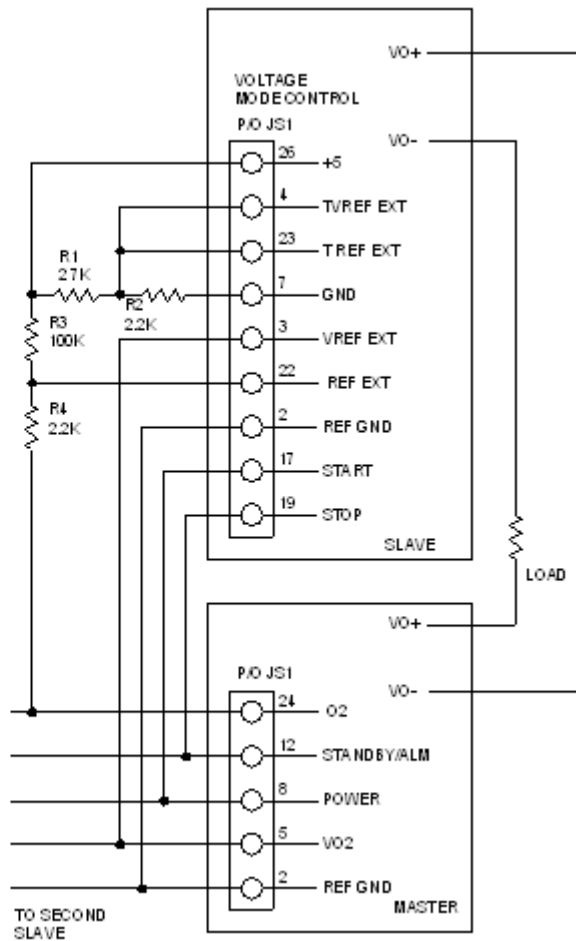 VO+
VOLTAGE
MODE CONTROL
VO-
P/O JS1
26 +5
4 TVREF EXT
23 T REF EXT
R1
27K
7 GND
R2
2.2K
R3
100K
3 VREF EXT
22 REF EXT
R4
2.2K
2 REF GND
17 START
19 STOP
SLAVE
LOAD
VO+
P/O JS1
VO-
24 O2
12 STANDBY/ALM
8 POWER
5 VO2
2 REF GND
MASTER
TO SECOND
SLAVE